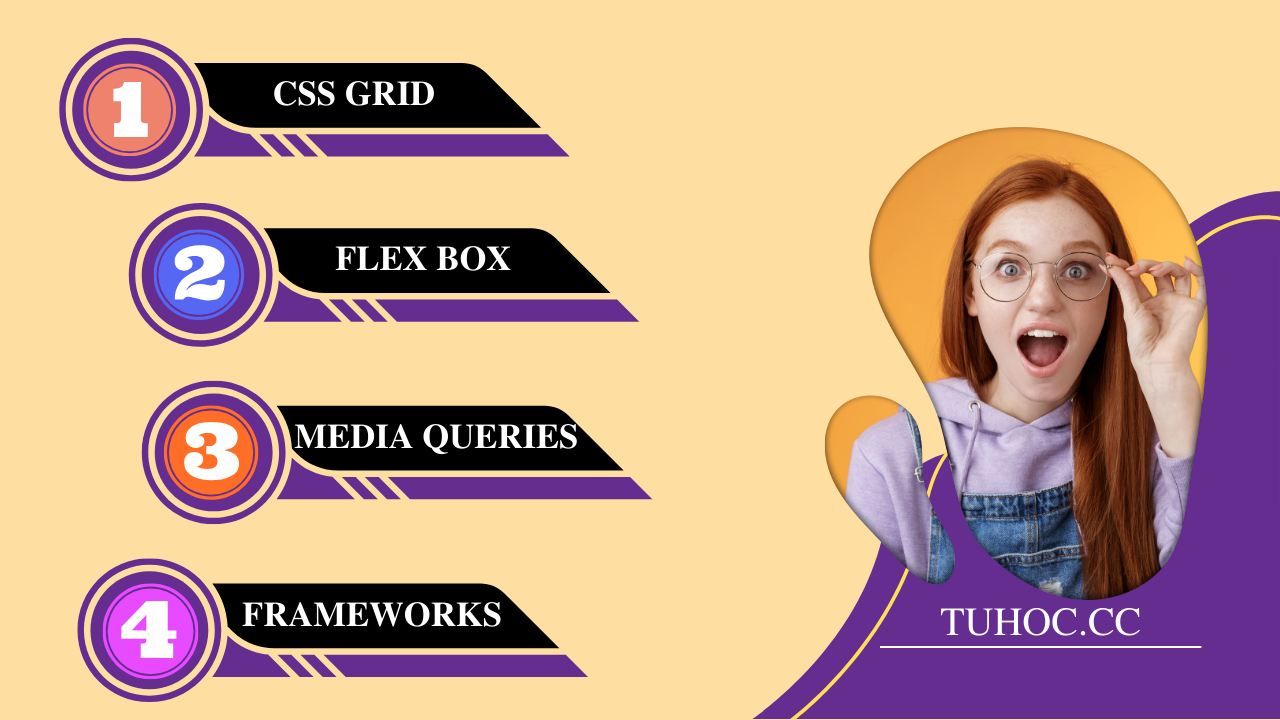 1
CSS GRID
2
FLEX BOX
3
MEDIA QUERIES
4
FRAMEWORKS
TUHOC.CC